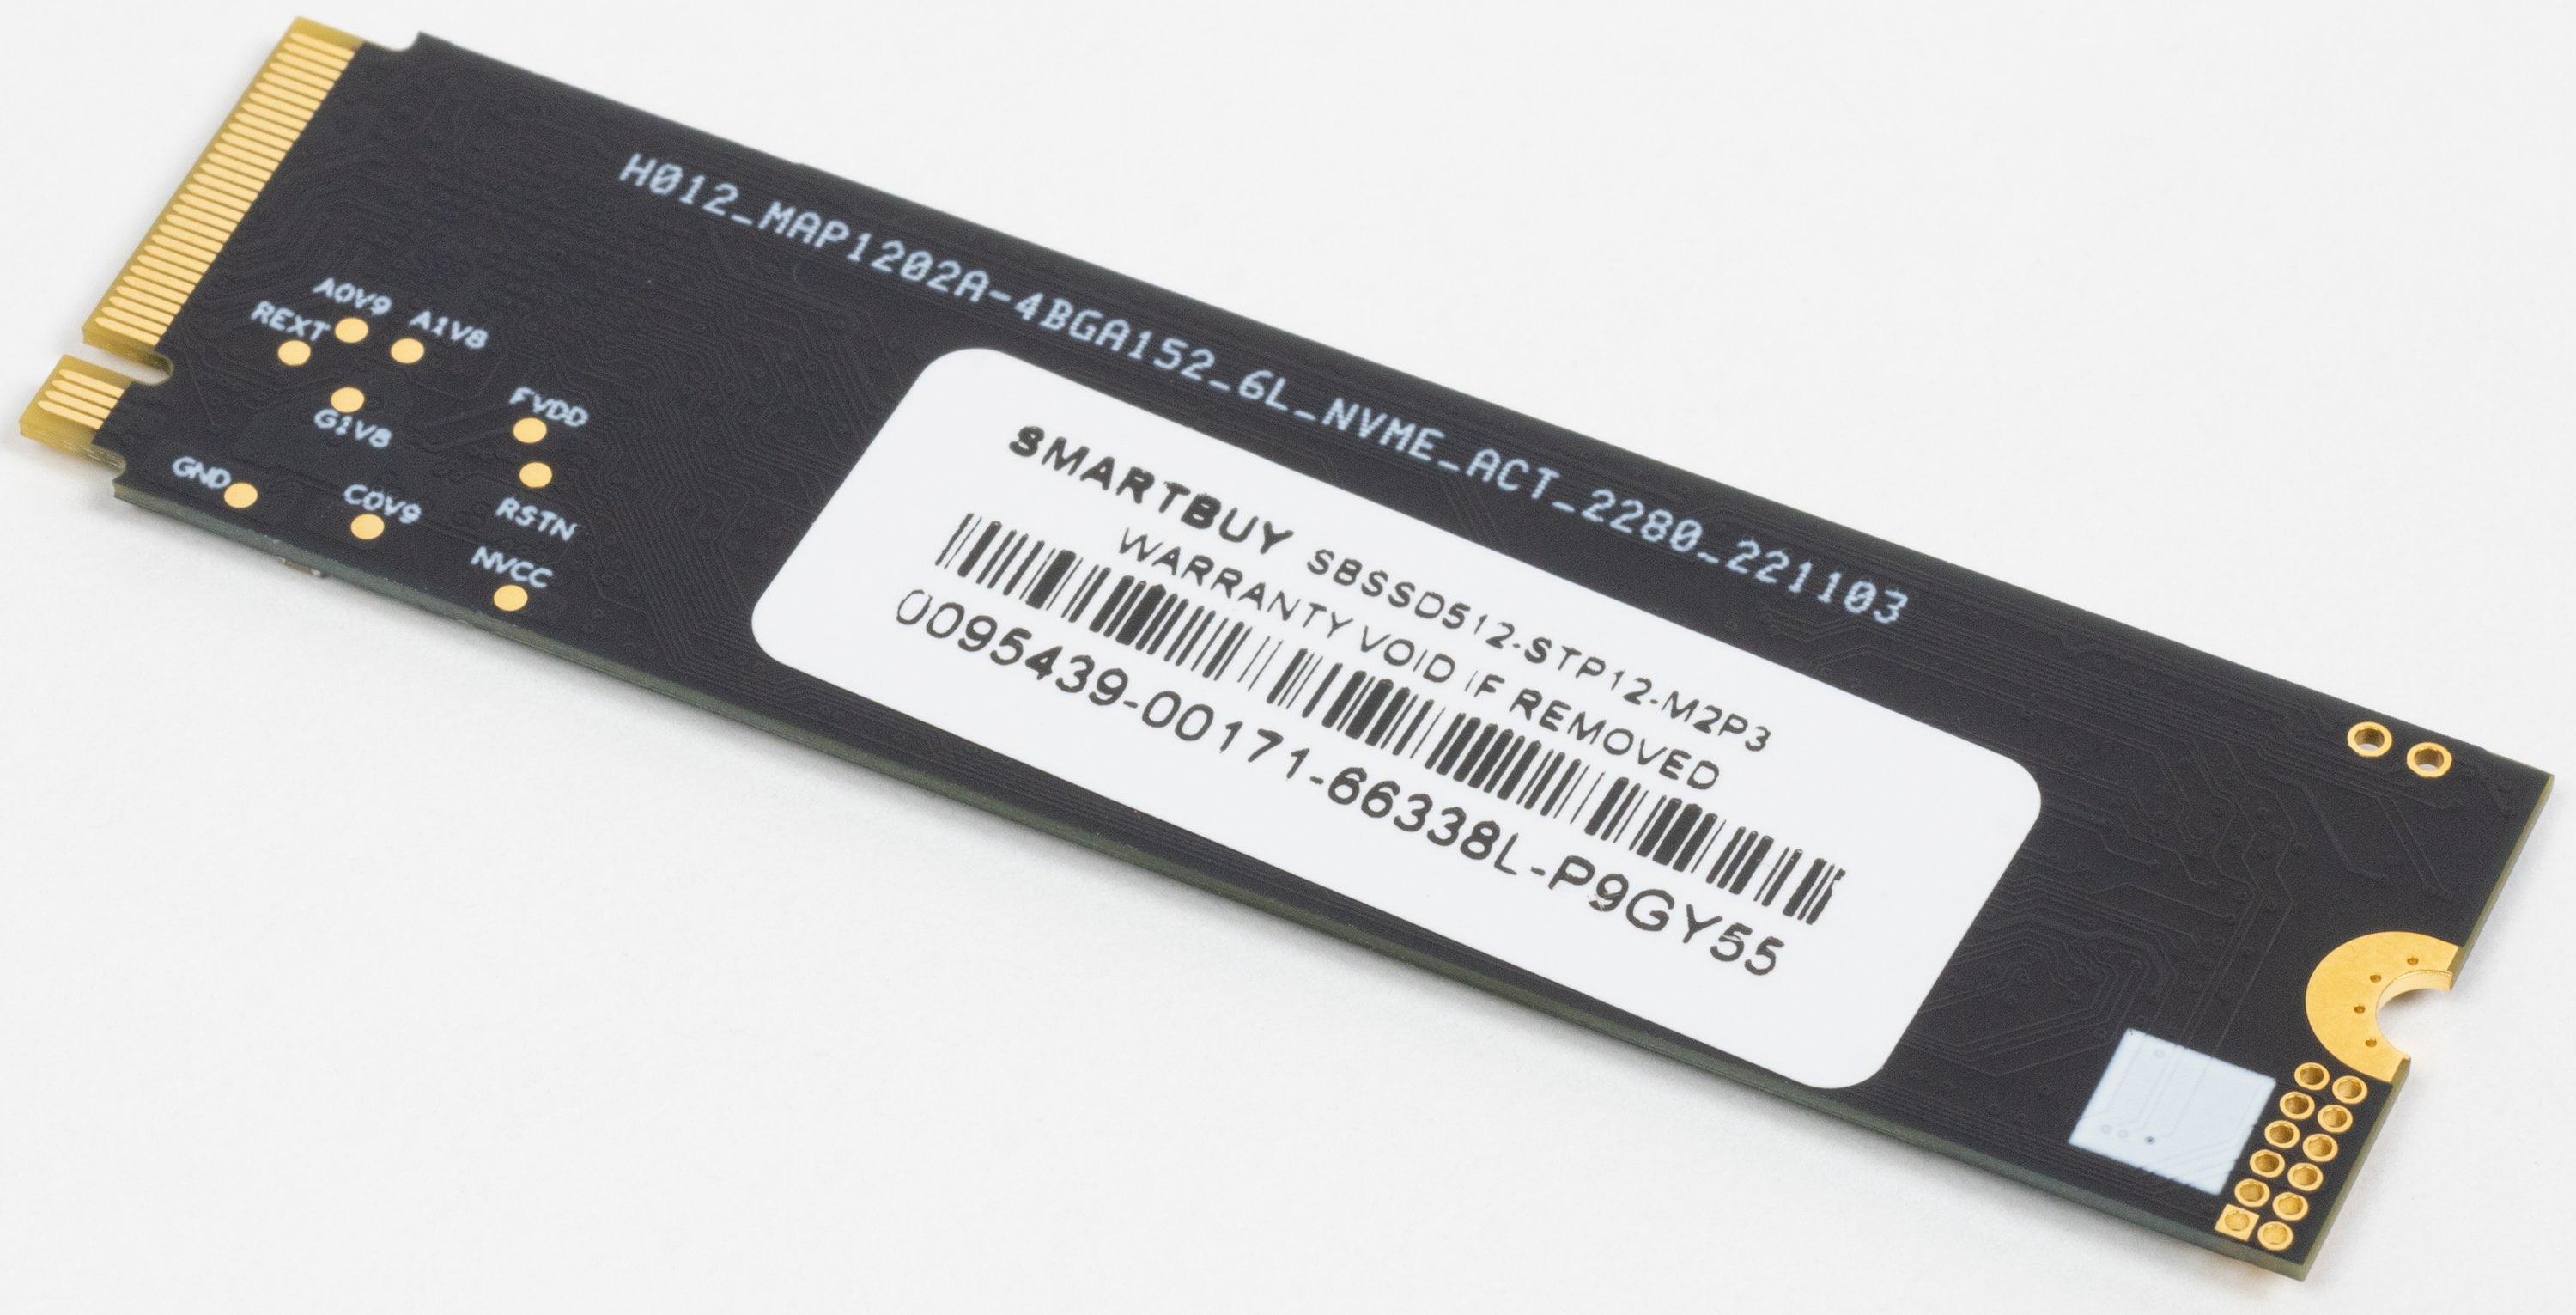 H012_MAP1202A-4BGA152_6L_NVME_ACT_2280_221103
A0V9
A1V8
REXT
G1V8
FVDD
GND
C0V9
RSTN
NVCC
SMARTBUY SBSSD512-STP12-M2P3
WARRANTY VOID IF REMOVED
0095439-00171-66338L-P9GY55